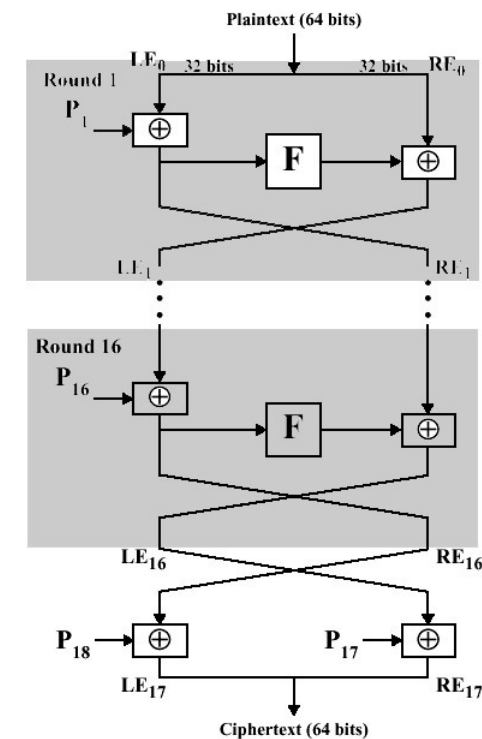 Plaintext (64 bits)
LE0 32 bits 32 bits RE0
Round 1
P1
F
LE1 RE1
Round 16
P16
F
LE16 RE16
P18 P17
LE17 RE17
Ciphertext (64 bits)